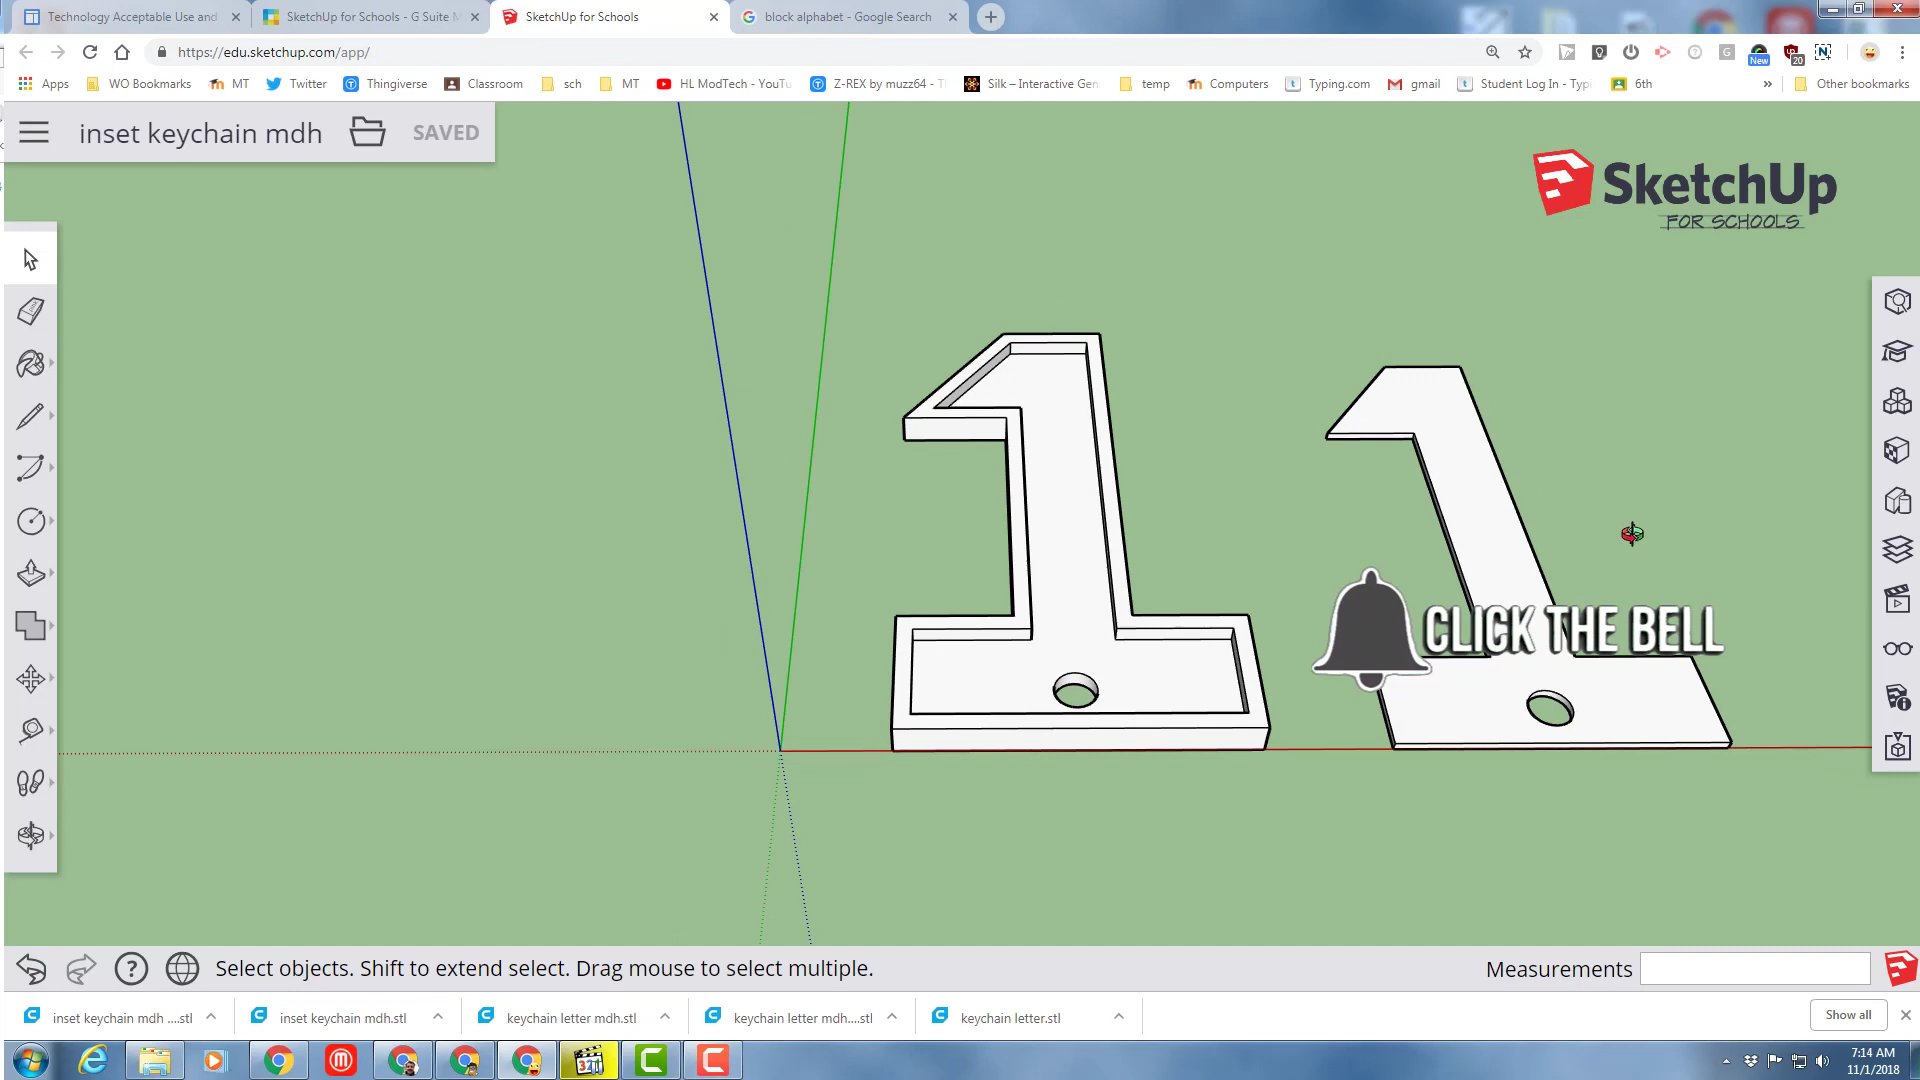 Technology Acceptable Use and
SketchUp for Schools - G Suite M
SketchUp for Schools
block alphabet - Google Search
https://edu.sketchup.com/app/
New
20
Apps
WO Bookmarks
MT
Twitter
Thingiverse
Classroom
sch
MT
HL ModTech - YouTu
Z-REX by muzz64 - T
Silk – Interactive Gen
temp
Computers
Typing.com
gmail
Student Log In - Typi
6th
»
Other bookmarks
inset keychain mdh
SAVED
SketchUp
FOR SCHOOLS
CLICK THE BELL
Select objects. Shift to extend select. Drag mouse to select multiple.
Measurements
inset keychain mdh ....stl
inset keychain mdh.stl
keychain letter mdh.stl
keychain letter mdh....stl
keychain letter.stl
Show all
321
7:14 AM
11/1/2018